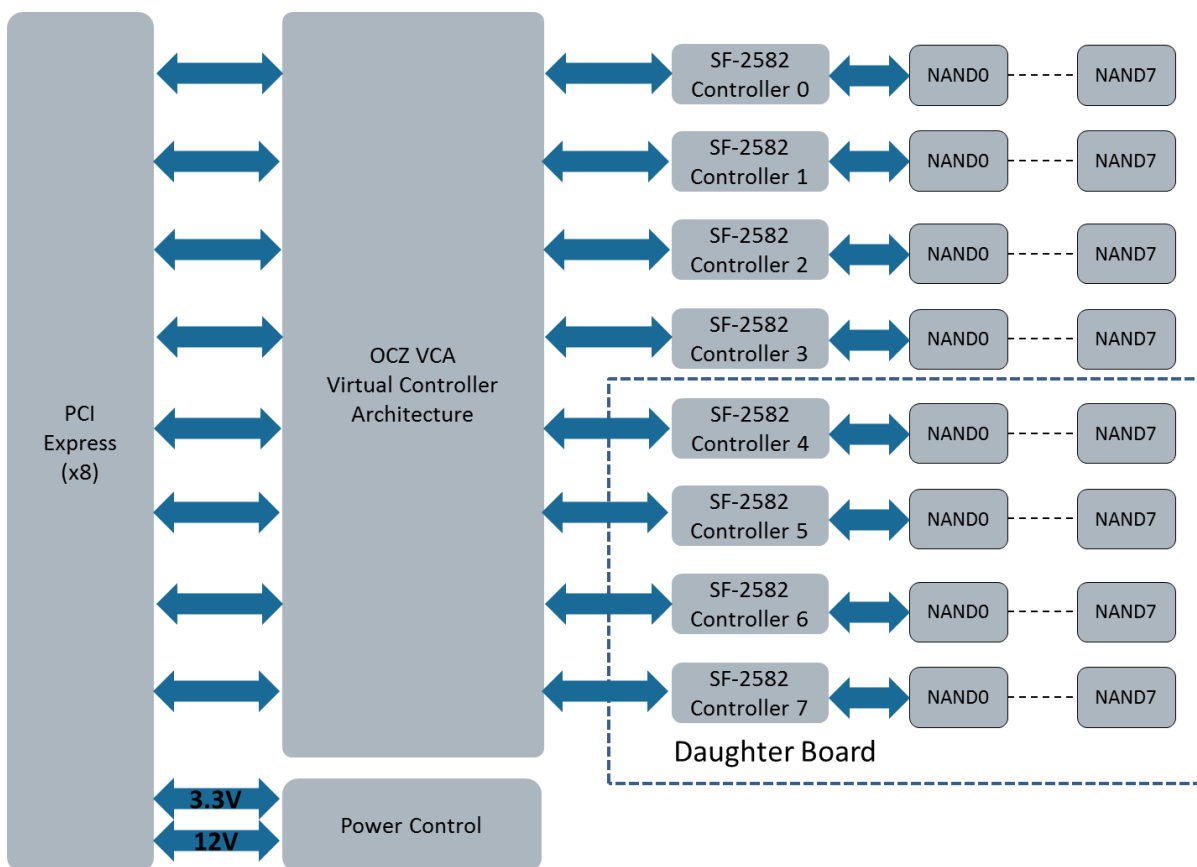 PCI
Express
(x8)
OCZ VCA
Virtual Controller
Architecture
SF-2582
Controller 0
NAND0
NAND7
SF-2582
Controller 1
NAND0
NAND7
SF-2582
Controller 2
NAND0
NAND7
SF-2582
Controller 3
NAND0
NAND7
SF-2582
Controller 4
NAND0
NAND7
SF-2582
Controller 5
NAND0
NAND7
SF-2582
Controller 6
NAND0
NAND7
SF-2582
Controller 7
NAND0
NAND7
Daughter Board
3.3V
12V
Power Control